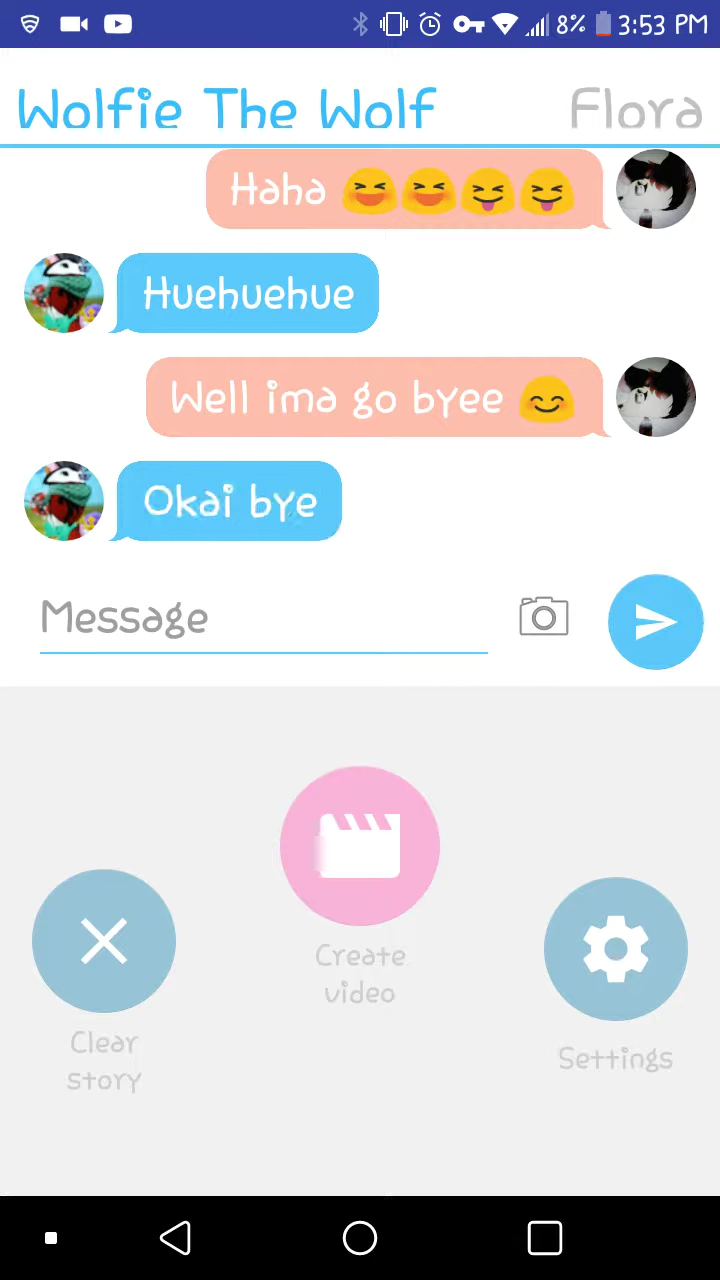 8% 3:53 PM
Wolfie The Wolf Flora
Haha 😆😆😝😝
Huehuehue
Well ima go byee 😊
Okai bye
Message
Create
video
Clear
story
Settings